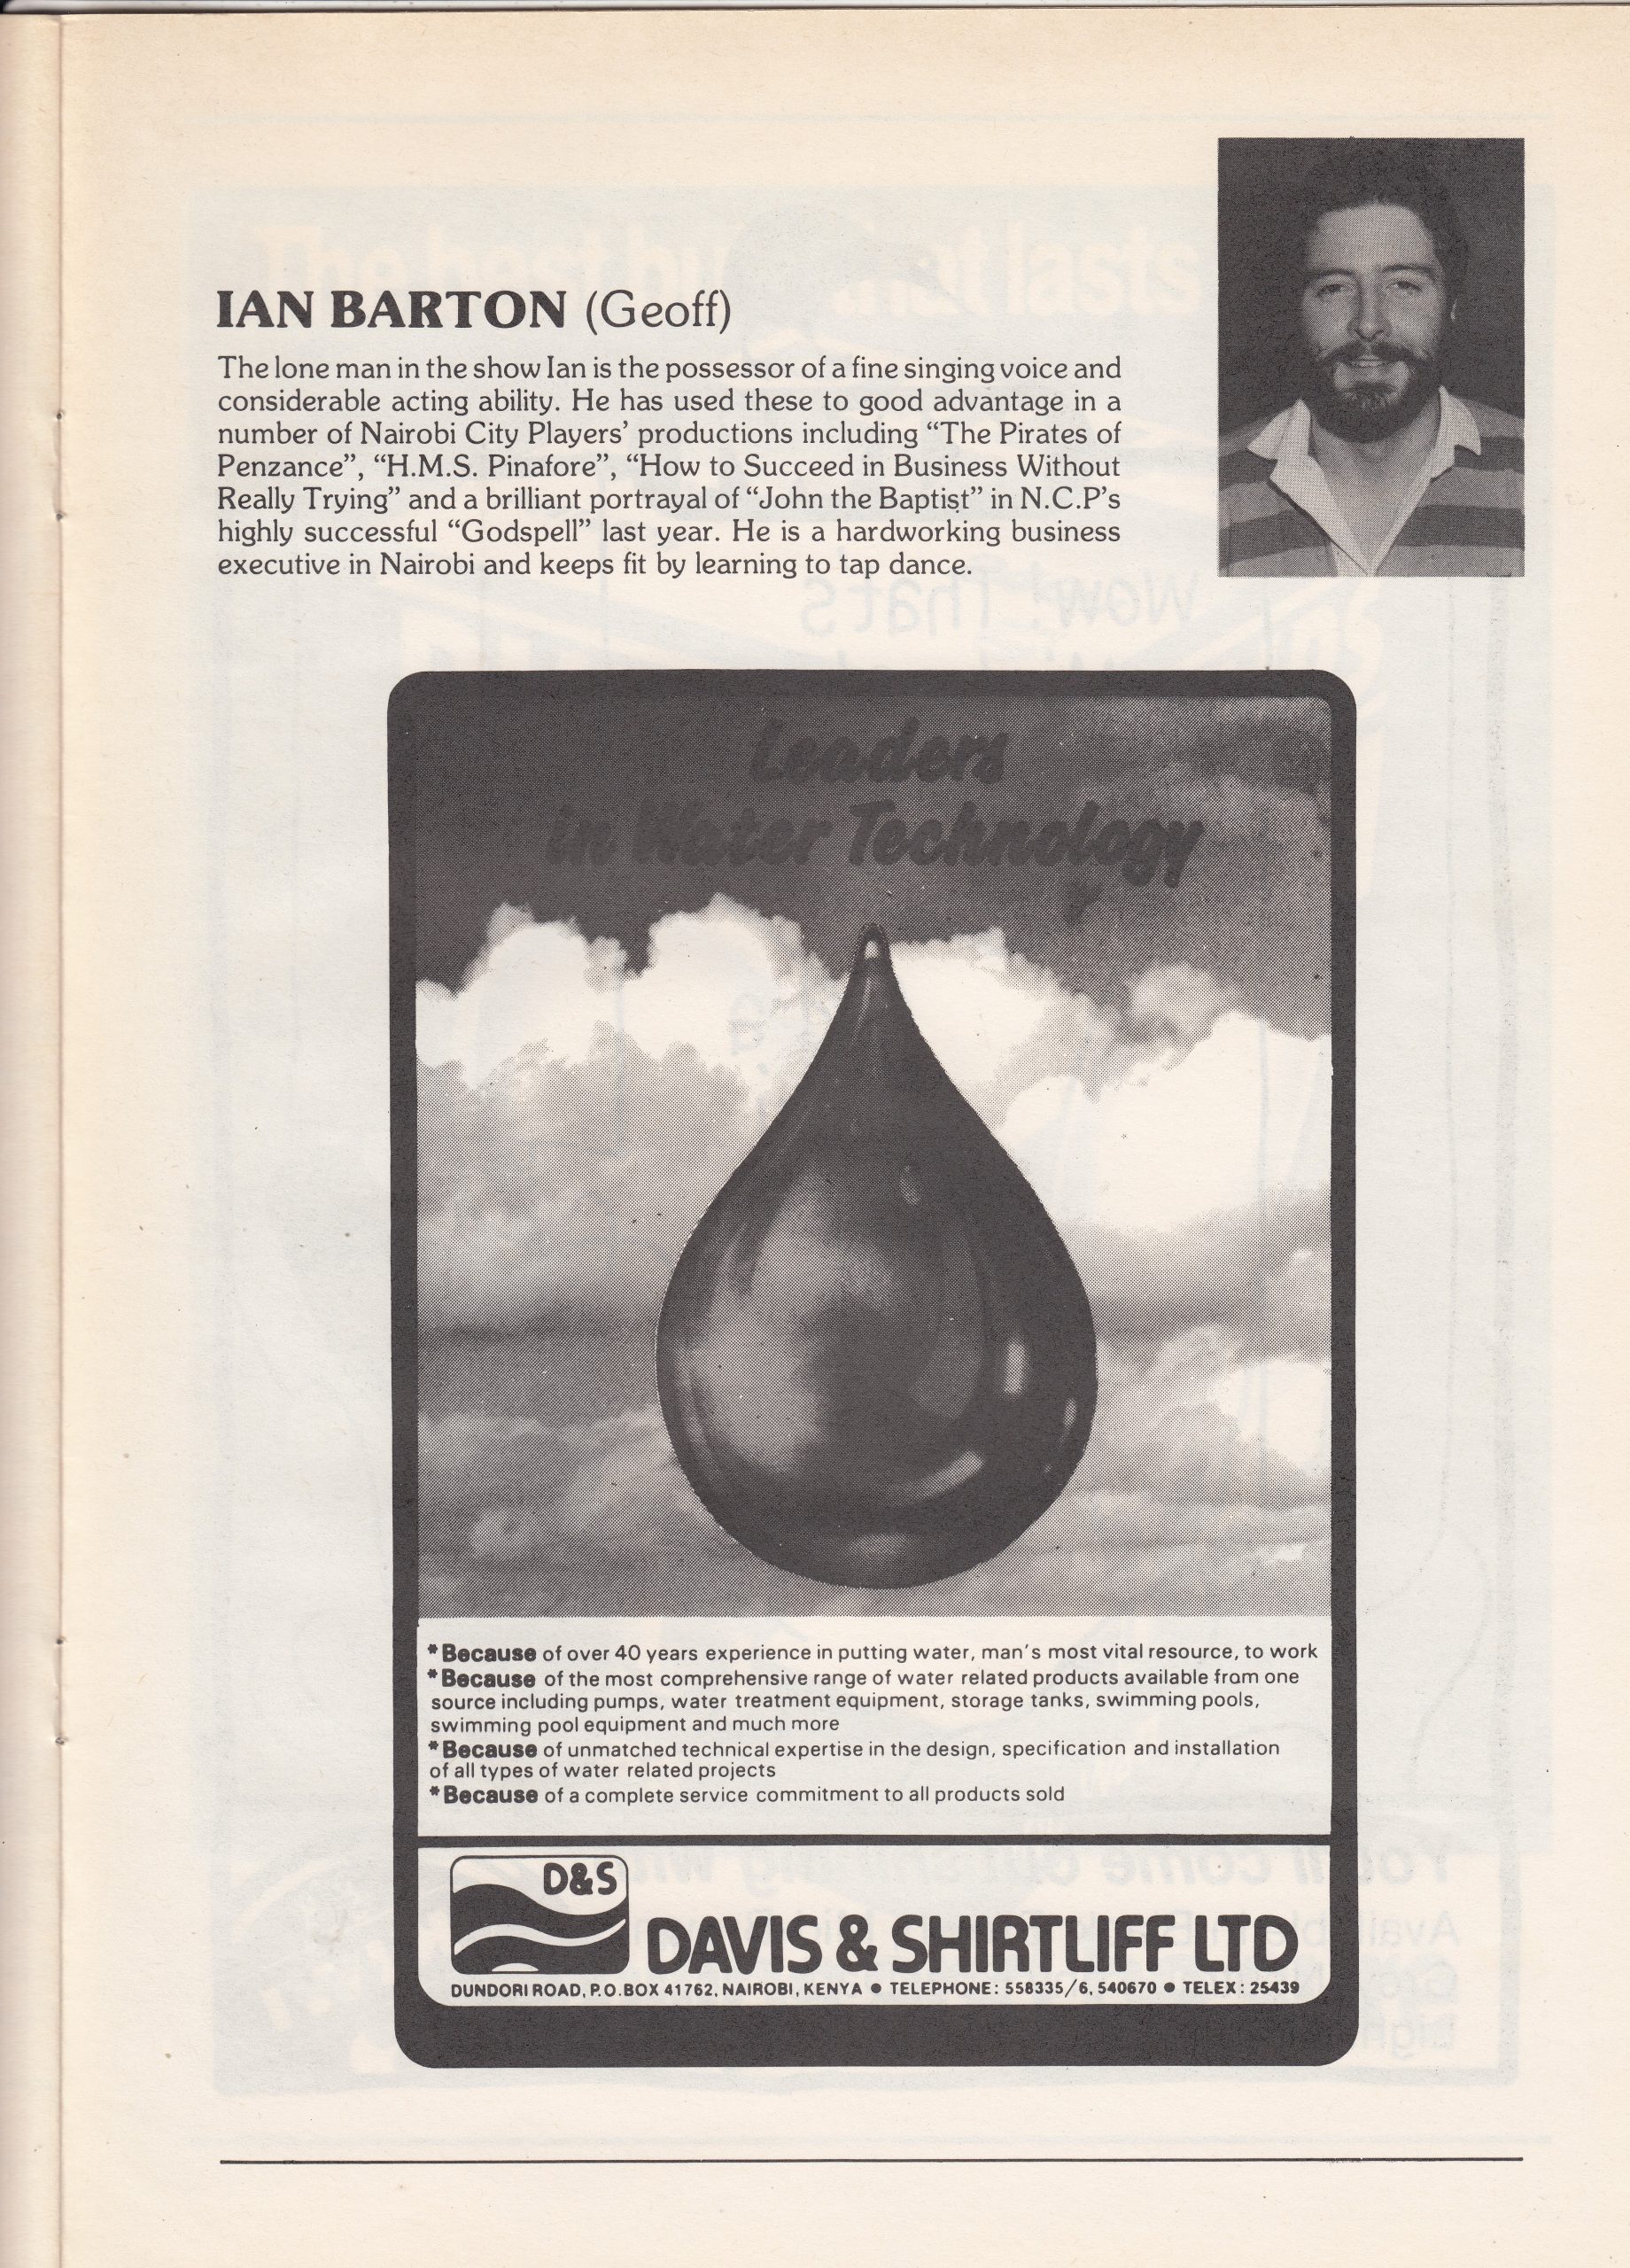 IAN BARTON (Geoff)
The lone man in the show Ian is the possessor of a fine singing voice and
considerable acting ability. He has used these to good advantage in a
number of Nairobi City Players’ productions including “The Pirates of
Penzance”, “H.M.S. Pinafore”, “How to Succeed in Business Without
Really Trying” and a brilliant portrayal of “John the Baptist” in N.C.P’s
highly successful “Godspell” last year. He is a hardworking business
executive in Nairobi and keeps fit by learning to tap dance.
Leaders
in Water Technology
*Because of over 40 years experience in putting water, man’s most vital resource, to work
*Because of the most comprehensive range of water related products available from one
source including pumps, water treatment equipment, storage tanks, swimming pools,
swimming pool equipment and much more
*Because of unmatched technical expertise in the design, specification and installation
of all types of water related projects
*Because of a complete service commitment to all products sold
D&S
DAVIS & SHIRTLIFF LTD
DUNDORI ROAD, P.O.BOX 41762, NAIROBI, KENYA ● TELEPHONE: 558335/6, 540670 ● TELEX: 25439